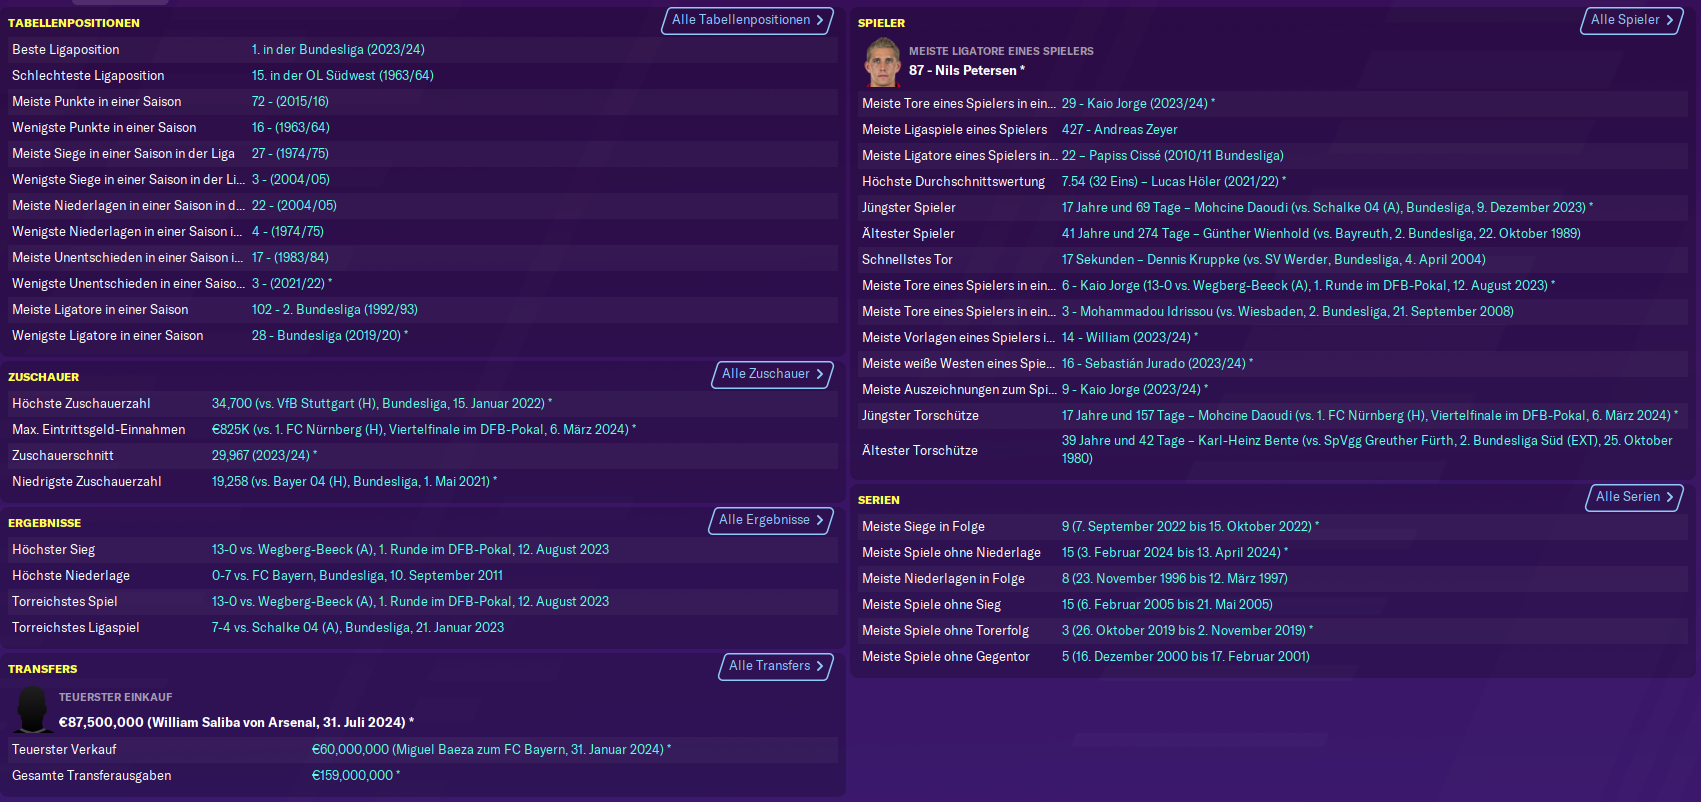 TABELLENPOSITIONEN
Alle Tabellenpositionen
Beste Ligaposition 1. in der Bundesliga (2023/24)
Schlechteste Ligaposition 15. in der OL Südwest (1963/64)
Meiste Punkte in einer Saison 72 - (2015/16)
Wenigste Punkte in einer Saison 16 - (1963/64)
Meiste Siege in einer Saison in der Liga 27 - (1974/75)
Wenigste Siege in einer Saison in der Li... 3 - (2004/05)
Meiste Niederlagen in einer Saison in d... 22 - (2004/05)
Wenigste Niederlagen in einer Saison i... 4 - (1974/75)
Meiste Unentschieden in einer Saison i... 17 - (1983/84)
Wenigste Unentschieden in einer Saiso... 3 - (2021/22) *
Meiste Ligatore in einer Saison 102 - 2. Bundesliga (1992/93)
Wenigste Ligatore in einer Saison 28 - Bundesliga (2019/20) *
ZUSCHAUER
Alle Zuschauer
Höchste Zuschauerzahl 34,700 (vs. VfB Stuttgart (H), Bundesliga, 15. Januar 2022) *
Max. Eintrittsgeld-Einnahmen €825K (vs. 1. FC Nürnberg (H), Viertelfinale im DFB-Pokal, 6. März 2024) *
Zuschauerschnitt 29,967 (2023/24) *
Niedrigste Zuschauerzahl 19,258 (vs. Bayer 04 (H), Bundesliga, 1. Mai 2021) *
ERGEBNISSE
Alle Ergebnisse
Höchster Sieg 13-0 vs. Wegberg-Beeck (A), 1. Runde im DFB-Pokal, 12. August 2023
Höchste Niederlage 0-7 vs. FC Bayern, Bundesliga, 10. September 2011
Torreichstes Spiel 13-0 vs. Wegberg-Beeck (A), 1. Runde im DFB-Pokal, 12. August 2023
Torreichstes Ligaspiel 7-4 vs. Schalke 04 (A), Bundesliga, 21. Januar 2023
TRANSFERS
Alle Transfers
TEUERSTER EINKAUF
€87,500,000 (William Saliba von Arsenal, 31. Juli 2024) *
Teuerster Verkauf €60,000,000 (Miguel Baeza zum FC Bayern, 31. Januar 2024) *
Gesamte Transferausgaben €159,000,000 *
SPIELER
Alle Spieler
MEISTE LIGATORE EINES SPIELERS
87 - Nils Petersen *
Meiste Tore eines Spielers in ein... 29 - Kaio Jorge (2023/24) *
Meiste Ligaspiele eines Spielers 427 - Andreas Zeyer
Meiste Ligatore eines Spielers in... 22 – Papiss Cissé (2010/11 Bundesliga)
Höchste Durchschnittswertung 7.54 (32 Eins) – Lucas Höler (2021/22) *
Jüngster Spieler 17 Jahre und 69 Tage – Mohcine Daoudi (vs. Schalke 04 (A), Bundesliga, 9. Dezember 2023) *
Ältester Spieler 41 Jahre und 274 Tage – Günther Wienhold (vs. Bayreuth, 2. Bundesliga, 22. Oktober 1989)
Schnellstes Tor 17 Sekunden – Dennis Kruppke (vs. SV Werder, Bundesliga, 4. April 2004)
Meiste Tore eines Spielers in ein... 6 - Kaio Jorge (13-0 vs. Wegberg-Beeck (A), 1. Runde im DFB-Pokal, 12. August 2023) *
Meiste Tore eines Spielers in ein... 3 - Mohammadou Idrissou (vs. Wiesbaden, 2. Bundesliga, 21. September 2008)
Meiste Vorlagen eines Spielers i... 14 - William (2023/24) *
Meiste weiße Westen eines Spie... 16 - Sebastián Jurado (2023/24) *
Meiste Auszeichnungen zum Spi... 9 - Kaio Jorge (2023/24) *
Jüngster Torschütze 17 Jahre und 157 Tage – Mohcine Daoudi (vs. 1. FC Nürnberg (H), Viertelfinale im DFB-Pokal, 6. März 2024) *
Ältester Torschütze 39 Jahre und 42 Tage – Karl-Heinz Bente (vs. SpVgg Greuther Fürth, 2. Bundesliga Süd (EXT), 25. Oktober
1980)
SERIEN
Alle Serien
Meiste Siege in Folge 9 (7. September 2022 bis 15. Oktober 2022) *
Meiste Spiele ohne Niederlage 15 (3. Februar 2024 bis 13. April 2024) *
Meiste Niederlagen in Folge 8 (23. November 1996 bis 12. März 1997)
Meiste Spiele ohne Sieg 15 (6. Februar 2005 bis 21. Mai 2005)
Meiste Spiele ohne Torerfolg 3 (26. Oktober 2019 bis 2. November 2019) *
Meiste Spiele ohne Gegentor 5 (16. Dezember 2000 bis 17. Februar 2001)